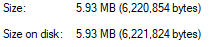 Size: 5.93 MB (6,220,854 bytes)
Size on disk: 5.93 MB (6,221,824 bytes)